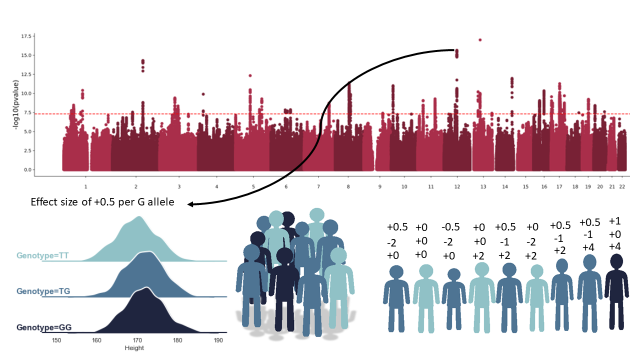 17.5
15.0
12.5
10.0
7.5
5.0
2.5
0.0
-log10(pvalue)
1 2 3 4 5 6 7 8 9 10 11 12 13 14 15 16 17 18 19 20 21 22
Effect size of +0.5 per G allele
Genotype=TT
Genotype=TG
Genotype=GG
150 160 170 180 190
Height
+0.5 +0 -0.5 +0 +0.5 +0 +0.5 +0.5 +1
-2 +0 -2 +0 -1 -2 -1 -1 +0
+0 +0 +0 +2 +2 +2 +2 +4 +4